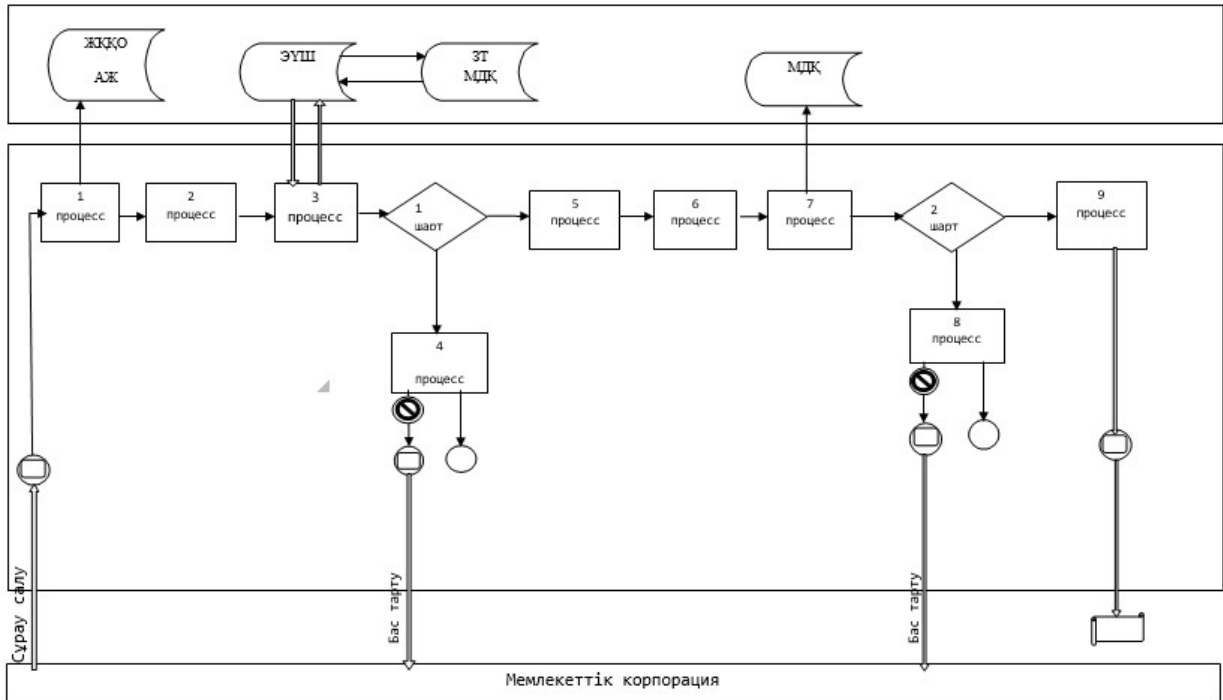 ЖҚҚО
АЖ
ЭҮШ
ЗТ
МДҚ
МДҚ
1
процесс
2
процесс
3
процесс
1
шарт
5
процесс
6
процесс
7
процесс
2
шарт
9
процесс
4
процесс
8
процесс
Сұрау салу
Бас тарту
Бас тарту
Мемлекеттік корпорация